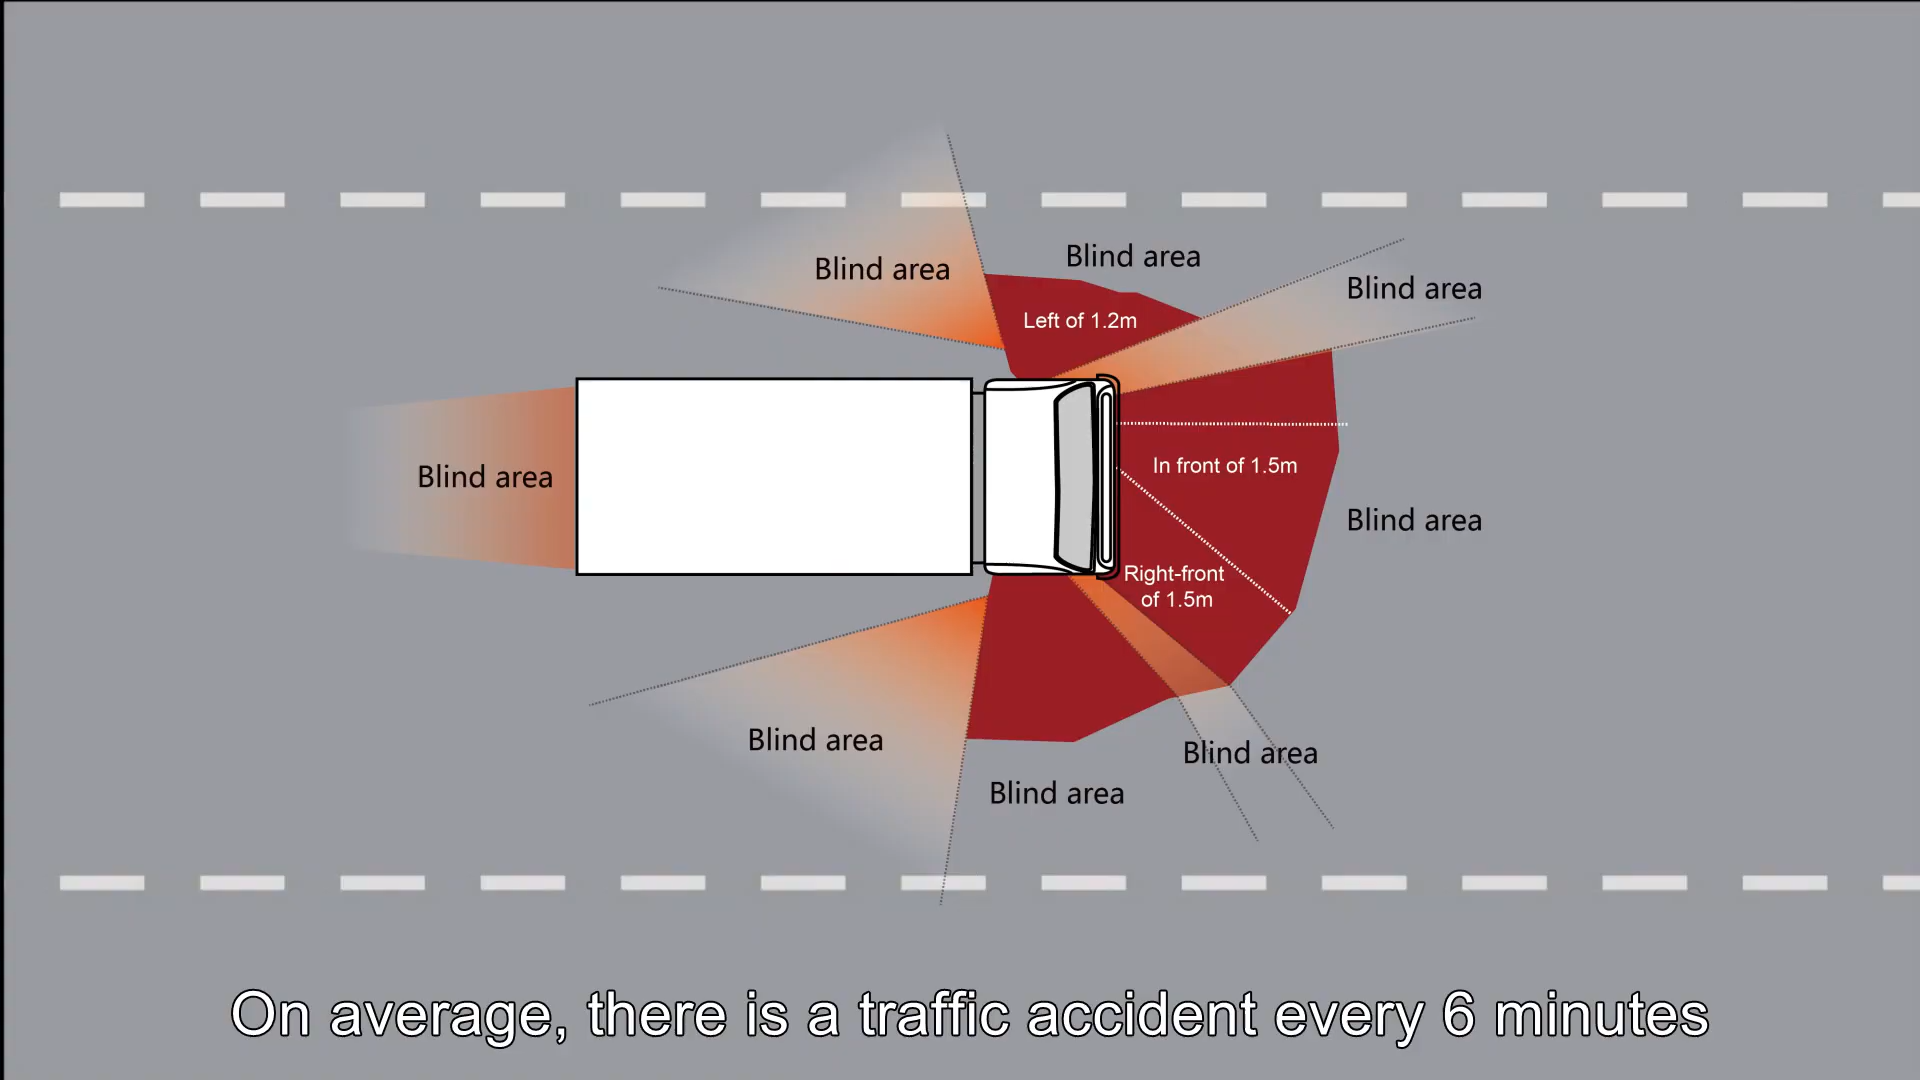 Blind area
Blind area
Blind area
Left of 1.2m
In front of 1.5m
Blind area
Blind area
Right-front
of 1.5m
Blind area
Blind area
Blind area
On average, there is a traffic accident every 6 minutes